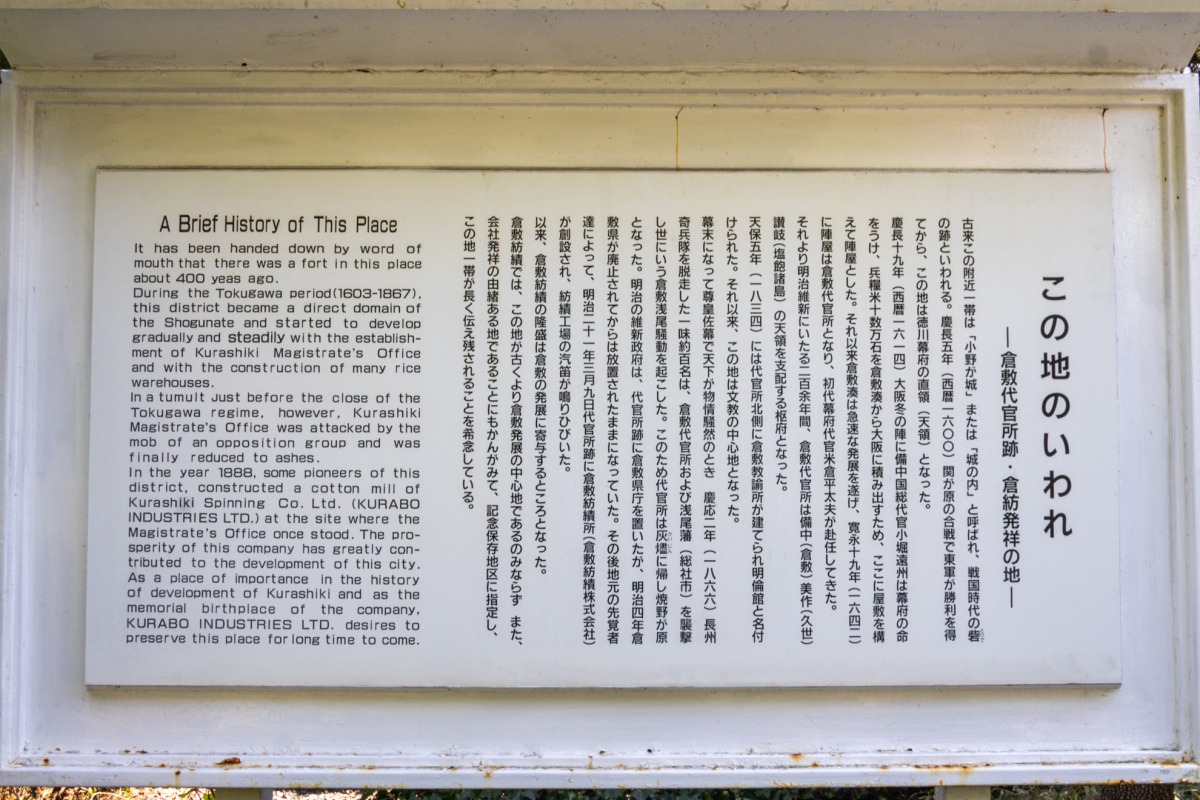 この地のいわれ
―倉敷代官所跡・倉紡発祥の地―
古来この附近一帯は「小野が城」または「城の内」と呼ばれ、戦国時代の砦
の跡といわれる。慶長五年（西暦一六〇〇）関が原の合戦で東軍が勝利を得
てから、この地は徳川幕府の直領（天領）となった。
慶長十九年（西暦一六一四）大阪冬の陣に備中国総代官小堀遠州は幕府の命
をうけ、兵糧米十数万石を倉敷湊から大阪に積み出すため、ここに屋敷を構
えて陣屋とした。それ以来倉敷湊は急速な発展を遂げ、寛永十九年（一六四二）
に陣屋は倉敷代官所となり、初代幕府代官米倉平太夫が赴任してきた。
それより明治維新にいたる二百余年間、倉敷代官所は備中（倉敷）美作（久世）
讃岐（塩飽諸島）の天領を支配する枢府となった。
天保五年（一八三四）には代官所北側に倉敷教諭所が建てられ明倫館と名付
けられた。それ以来、この地は文教の中心地となった。
幕末になって尊皇佐幕で天下が物情騒然のとき　慶応二年（一八六六）長州
奇兵隊を脱走した一味約百名は、倉敷代官所および浅尾藩（総社市）を襲撃
し世にいう倉敷浅尾騒動を起こした。このため代官所は灰燼に帰し焼野が原
となった。明治の維新政府は、代官所跡に倉敷県庁を置いたが、明治四年倉
敷県が廃止されてからは放置されたままになっていた。その後地元の先覚者
達によって、明治二十一年三月九日代官所跡に倉敷紡績所（倉敷紡績株式会社）
が創設され、紡績工場の汽笛が鳴りひびいた。
以来、倉敷紡績の隆盛は倉敷の発展に寄与するところとなった。
倉敷紡績では、この地が古くより倉敷発展の中心地であるのみならず　また、
会社発祥の由緒ある地であることにもかんがみて、記念保存地区に指定し、
この地一帯が長く伝え残されることを希念している。
A Brief History of This Place
It has been handed down by word of
mouth that there was a fort in this place
about 400 yeas ago.
During the Tokugawa period(1603-1867),
this district became a direct domain of
the Shogunate and started to develop
gradually and steadily with the establish-
ment of Kurashiki Magistrate's Office
and with the construction of many rice
warehouses.
In a tumult Just before the close of the
Tokugawa regime, however, Kurashiki
Magistrate's Office was attacked by the
mob of an opposition group and was
finally reduced to ashes.
In the year 1888, some pioneers of this
district, constructed a cotton mill of
Kurashiki Spinning Co. Ltd. (KURABO
INDUSTRIES LTD.) at the site where the
Magistrate's Office once stood. The pro-
sperity of this company has greatly con-
tributed to the development of this city.
As a place of importance in the history
of development of Kurashiki and as the
memorial birthplace of the company,
KURABO INDUSTRIES LTD. desires to
preserve this place for long time to come.